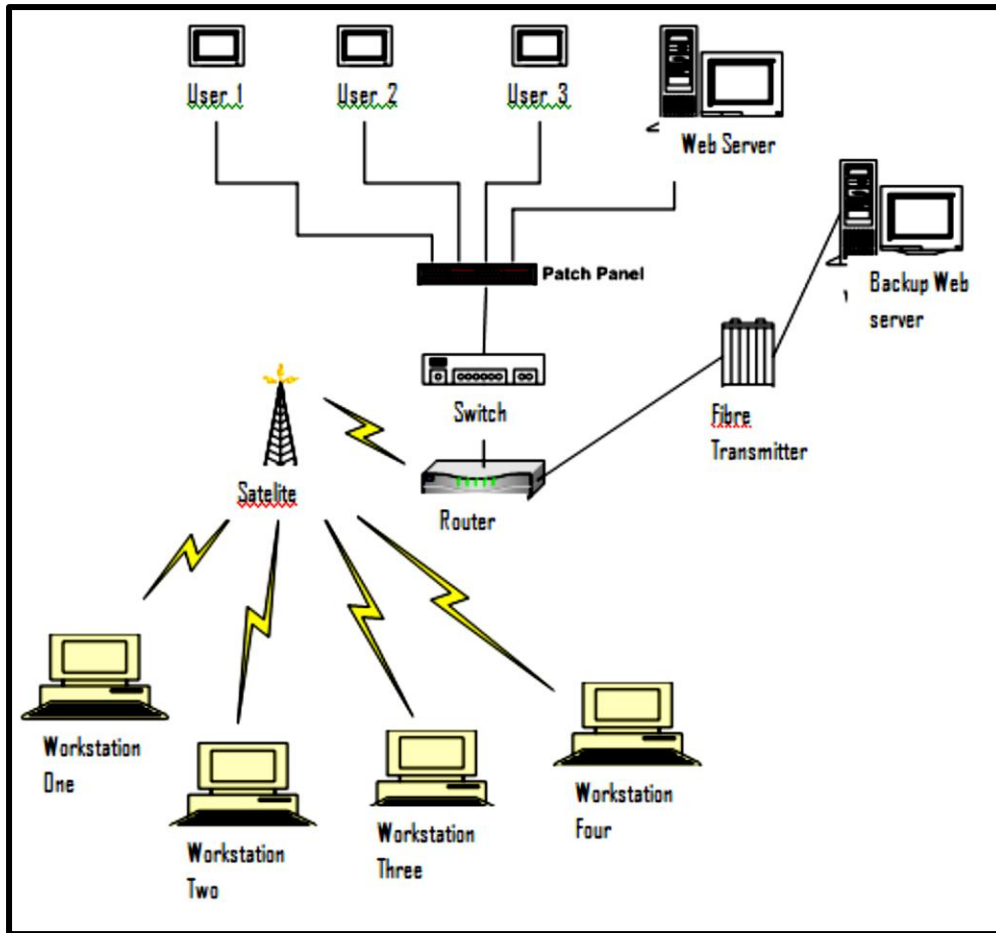 User 1
User 2
User 3
Web Server
Patch Panel
Backup Web
server
Switch
Fibre
Transmitter
Satelite
Router
Workstation
One
Workstation
Two
Workstation
Three
Workstation
Four